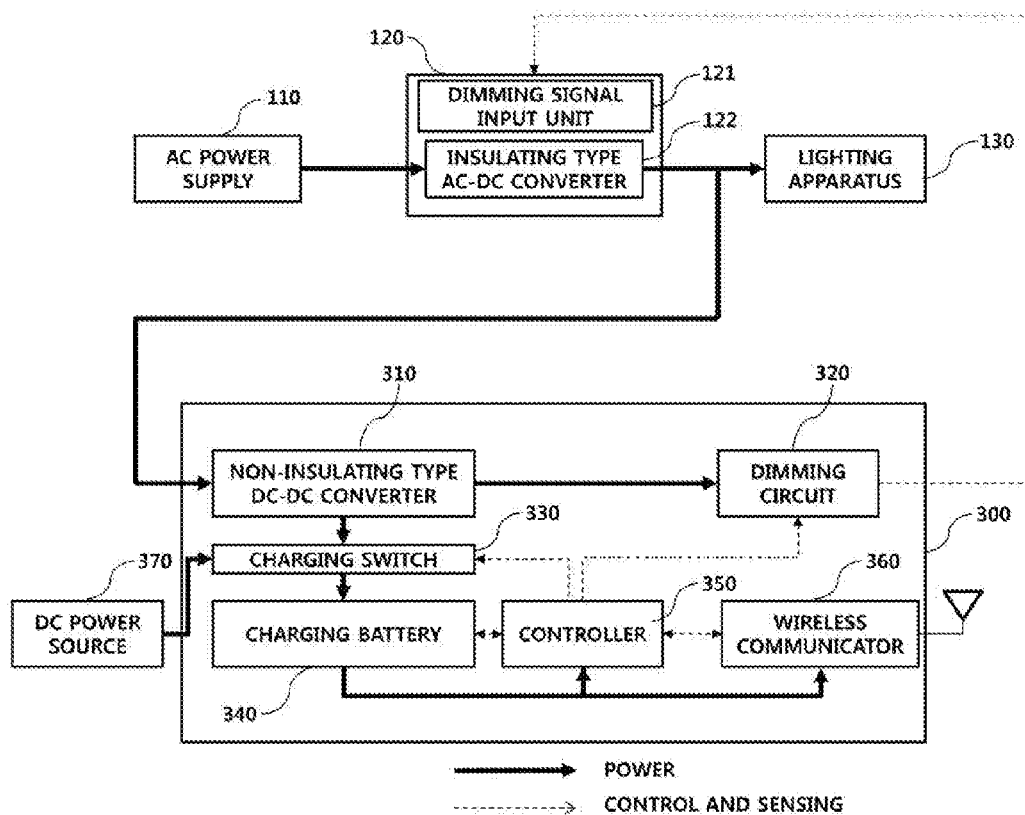 120
121
DIMMING SIGNAL
INPUT UNIT
110
122
AC POWER
SUPPLY
INSULATING TYPE
AC-DC CONVERTER
LIGHTING
APPARATUS
130
310
320
NON-INSULATING TYPE
DC-DC CONVERTER
DIMMING
CIRCUIT
330
300
370
CHARGING SWITCH
350
360
DC POWER
SOURCE
CHARGING BATTERY
CONTROLLER
WIRELESS
COMMUNICATOR
340
POWER
CONTROL AND SENSING